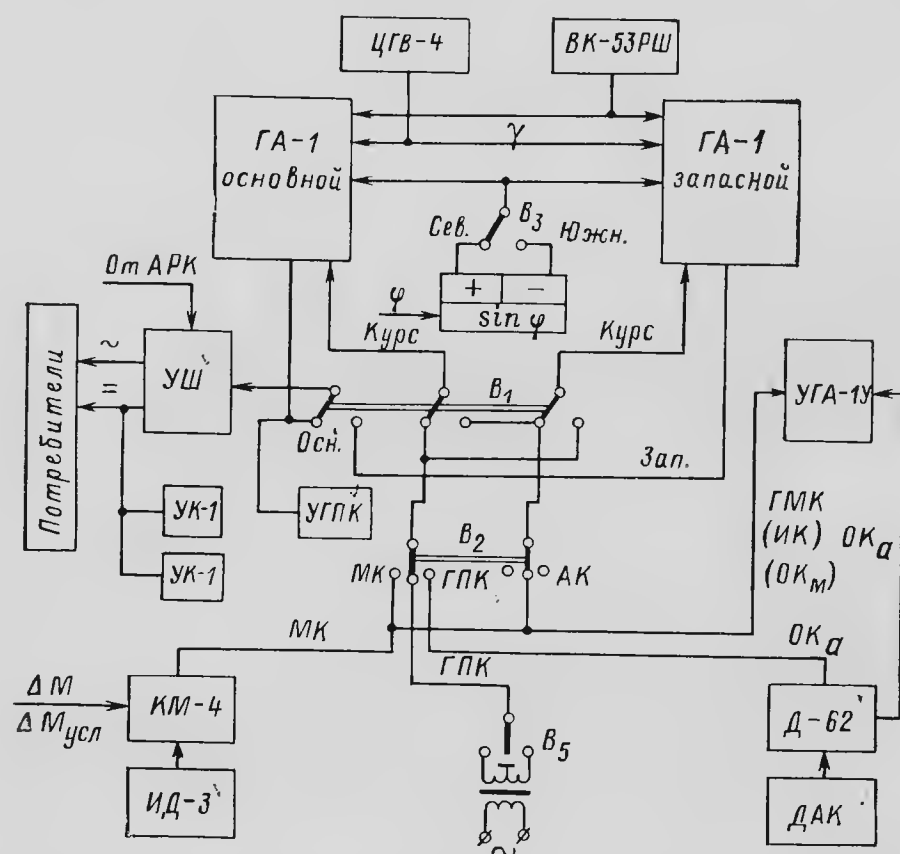 ЦГВ-4
ВК-53РШ
ГА-1
основной
γ
ГА-1
запасной
В3
Сев.
Южн.
От АРК
+ −
sin φ
φ
Курс
Курс
Потребители
~
=
УШ
В1
УГА-1У
Осн.
Зап.
УК-1
УГПК
УК-1
В2
ГМК
(ИК)
(ОКм)
ОКа
МК
ГПК
АК
МК
ОКа
ГПК
ΔМ
ΔМусл
КМ-4
В5
Д-62
ИД-3
ДАК
~